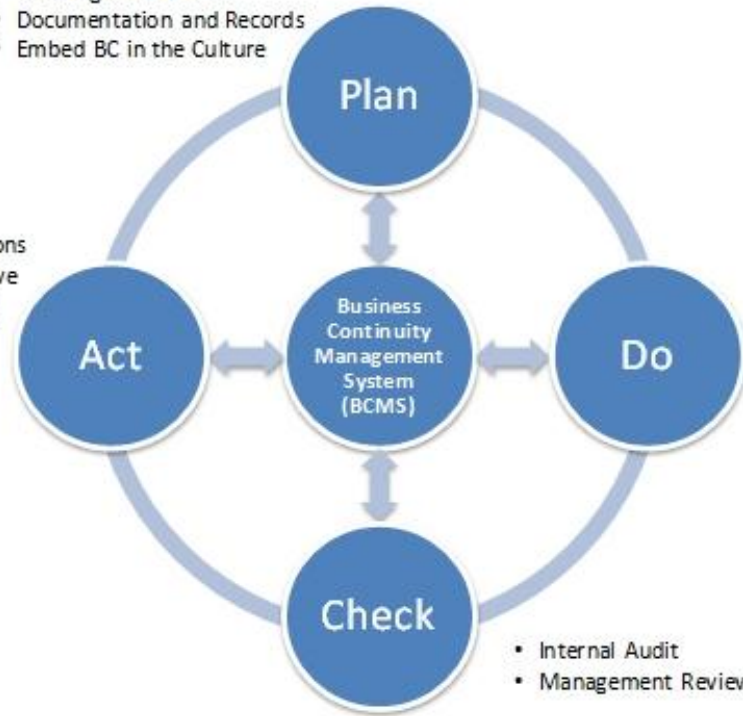 Documentation and Records
Embed BC in the Culture
Plan
Act
Business
Continuity
Management
System
(BCMS)
Do
Check
• Internal Audit
• Management Review